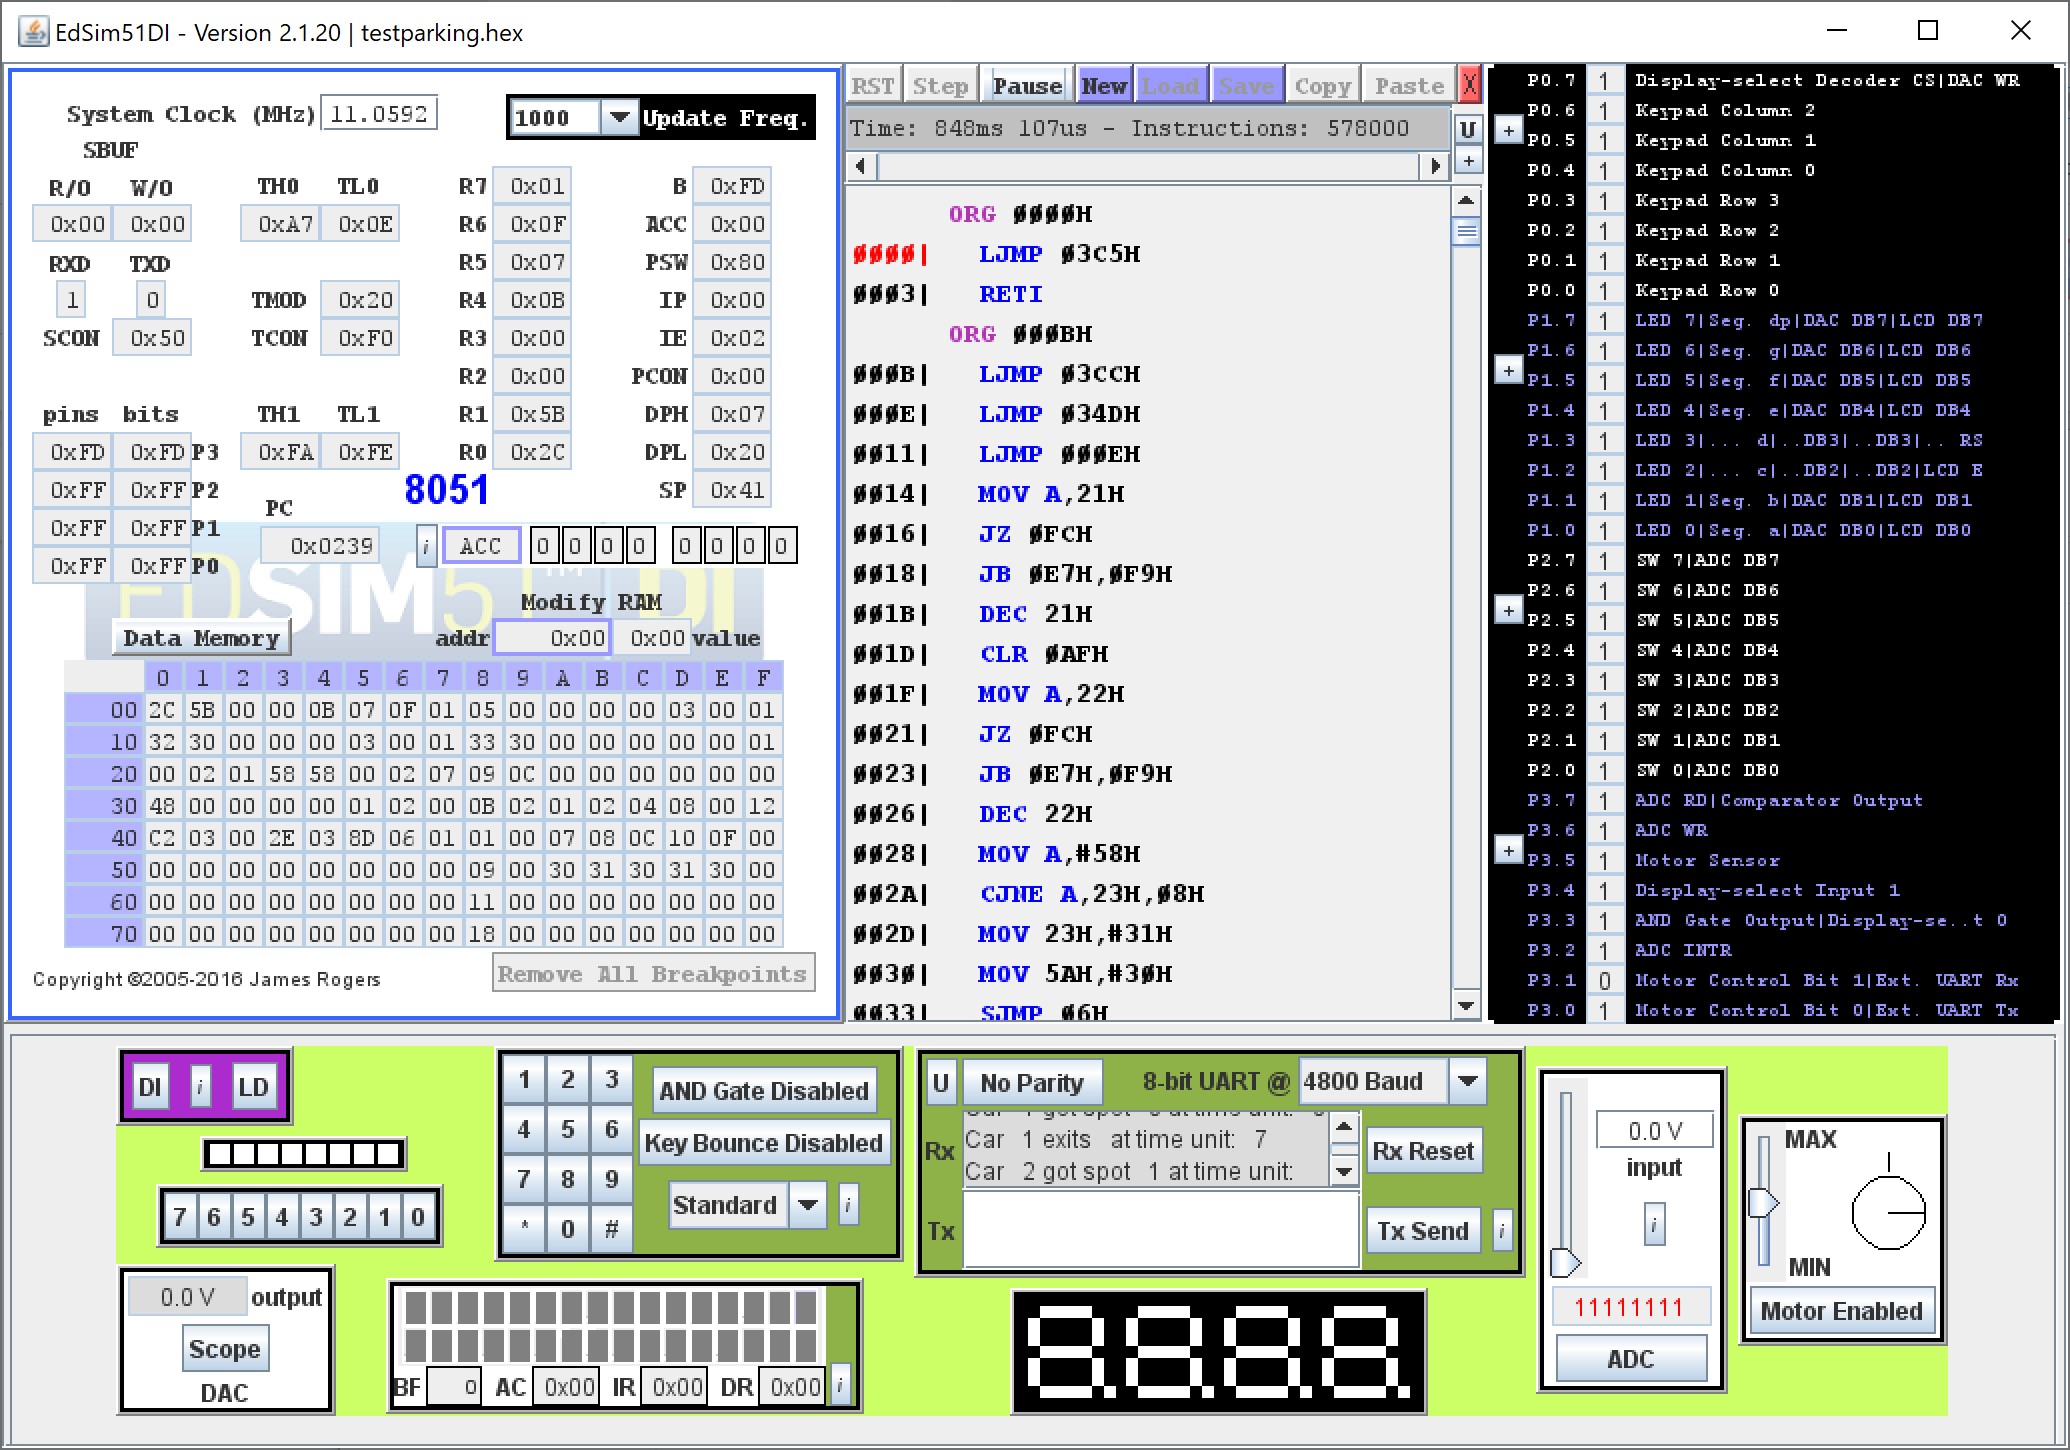 EdSim51DI - Version 2.1.20 | testparking.hex
System Clock (MHz) 11.0592
1000 Update Freq.
SBUF
R/O W/O TH0 TL0 R7 0x01 B 0xFD
0x00 0x00 0xA7 0x0E R6 0x0F ACC 0x00
RXD TXD R5 0x07 PSW 0x80
1 0 TMOD 0x20 R4 0x0B IP 0x00
SCON 0x50 TCON 0xF0 R3 0x00 IE 0x02
R2 0x00 PCON 0x00
pins bits TH1 TL1 R1 0x5B DPH 0x07
0xFD 0xFD P3 0xFA 0xFE R0 0x2C DPL 0x20
0xFF 0xFF P2 8051 SP 0x41
PC
0xFF 0xFF P1 0x0239 i ACC 0 0 0 0 0 0 0 0
0xFF 0xFF P0
EDSIM51 TM DI
Modify RAM
Data Memory addr 0x00 0x00 value
0 1 2 3 4 5 6 7 8 9 A B C D E F
00 2C 5B 00 00 0B 07 0F 01 05 00 00 00 00 03 00 01
10 32 30 00 00 00 03 00 01 33 30 00 00 00 00 00 01
20 00 02 01 58 58 00 02 07 09 0C 00 00 00 00 00 00
30 48 00 00 00 00 01 02 00 0B 02 01 02 04 08 00 12
40 C2 03 00 2E 03 8D 06 01 01 00 07 08 0C 10 0F 00
50 00 00 00 00 00 00 00 00 09 00 30 31 30 31 30 00
60 00 00 00 00 00 00 00 00 11 00 00 00 00 00 00 00
70 00 00 00 00 00 00 00 00 18 00 00 00 00 00 00 00
Copyright ©2005-2016 James Rogers
Remove All Breakpoints
RST Step Pause New Load Save Copy Paste X
Time: 848ms 107us - Instructions: 578000
U
+
ORG 0000H
0000| LJMP 03C5H
0003| RETI
ORG 000BH
000B| LJMP 03CCH
000E| LJMP 034DH
0011| LJMP 000EH
0014| MOV A,21H
0016| JZ 0FCH
0018| JB 0E7H,0F9H
001B| DEC 21H
001D| CLR 0AFH
001F| MOV A,22H
0021| JZ 0FCH
0023| JB 0E7H,0F9H
0026| DEC 22H
0028| MOV A,#58H
002A| CJNE A,23H,08H
002D| MOV 23H,#31H
0030| MOV 5AH,#30H
0033| SJMP 06H
P0.7 1 Display-select Decoder CS|DAC WR
P0.6 1 Keypad Column 2
+
P0.5 1 Keypad Column 1
P0.4 1 Keypad Column 0
P0.3 1 Keypad Row 3
P0.2 1 Keypad Row 2
P0.1 1 Keypad Row 1
P0.0 1 Keypad Row 0
P1.7 1 LED 7|Seg. dp|DAC DB7|LCD DB7
P1.6 1 LED 6|Seg. g|DAC DB6|LCD DB6
+
P1.5 1 LED 5|Seg. f|DAC DB5|LCD DB5
P1.4 1 LED 4|Seg. e|DAC DB4|LCD DB4
P1.3 1 LED 3|... d|..DB3|..DB3|.. RS
P1.2 1 LED 2|... c|..DB2|..DB2|LCD E
P1.1 1 LED 1|Seg. b|DAC DB1|LCD DB1
P1.0 1 LED 0|Seg. a|DAC DB0|LCD DB0
P2.7 1 SW 7|ADC DB7
P2.6 1 SW 6|ADC DB6
+
P2.5 1 SW 5|ADC DB5
P2.4 1 SW 4|ADC DB4
P2.3 1 SW 3|ADC DB3
P2.2 1 SW 2|ADC DB2
P2.1 1 SW 1|ADC DB1
P2.0 1 SW 0|ADC DB0
P3.7 1 ADC RD|Comparator Output
P3.6 1 ADC WR
+
P3.5 1 Motor Sensor
P3.4 1 Display-select Input 1
P3.3 1 AND Gate Output|Display-se..t 0
P3.2 1 ADC INTR
P3.1 0 Motor Control Bit 1|Ext. UART Rx
P3.0 1 Motor Control Bit 0|Ext. UART Tx
DI i LD
7 6 5 4 3 2 1 0
0.0 V output
Scope
DAC
1 2 3
4 5 6
7 8 9
* 0 #
AND Gate Disabled
Key Bounce Disabled
Standard i
BF 0 AC 0x00 IR 0x00 DR 0x00 i
U No Parity 8-bit UART @ 4800 Baud
Rx
Car 1 exits at time unit: 7
Car 2 got spot 1 at time unit:
Rx Reset
Tx
Tx Send i
8.8.8.8.
0.0 V
input
i
11111111
ADC
MAX
MIN
Motor Enabled